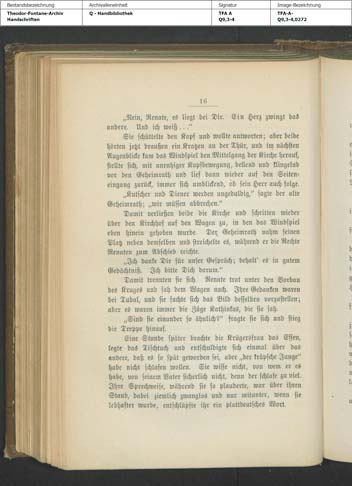 Bestandsbezeichnung
Theodor-Fontane-Archiv
Handschriften
Archivalieneinheit
Q - Handbibliothek
Signatur
TFA A
Q9,3-4
Image-Bezeichnung
TFA-A-
Q9,3-4,0272
16
„Nein, Renate, es liegt bei Dir. Ein Herz zwingt das
andere. Und ich weiß . . .“
Sie schüttelte den Kopf und wollte antworten; aber beide
hörten jetzt draußen ein Kratzen an der Thür, und im nächsten
Augenblicke kam das Windspiel den Mittelgang der Kirche herauf,
stellte sich, mit unruhiger Kopfbewegung, bellend und klingelnd
vor den Geheimrath und lief dann wieder auf den Seiten-
eingang zurück, immer sich umblickend, ob sein Herr auch folge.
„Kutscher und Diener werden ungeduldig,“ sagte der alte
Geheimrath; „wir müssen abbrechen.“
Damit verließen beide die Kirche und schritten wieder
über den Kirchhof auf den Wagen zu, in den das Windspiel
eben hinein gehoben wurde. Der Geheimrath nahm seinen
Platz neben demselben und streichelte es, während er die Rechte
Renaten zum Abschied reichte.
„Ich danke Dir für unser Gespräch; behalt' es in gutem
Gedächtniß. Ich bitte Dich darum.“
Damit trennten sie sich. Renate trat unter den Vorbau
des Kruges und sah dem Wagen nach. Ihre Gedanken waren
bei Tubal, und sie suchte sich das Bild desselben vorzustellen;
aber es waren immer die Züge Kathinkas, die sie sah.
„Sind sie einander so ähnlich?“ fragte sie sich und stieg
die Treppe hinauf.
Eine Stunde später brachte die Krügersfrau das Essen,
legte das Tischtuch und entschuldigte sich einmal über das
andere, daß es so spät geworden sei, aber „der kräpsche Junge“
habe nicht schlafen wollen. Sie wisse nicht, von wem er es
habe, von seinem Vater sicherlich nicht, denn der schlafe zu viel.
Ihre Sprechweise, während sie so plauderte, war über ihren
Stand, dabei ziemlich zwanglos und nur mitunter, wenn sie
lebhafter wurde, entschlüpfte ihr ein plattdeutsches Wort.